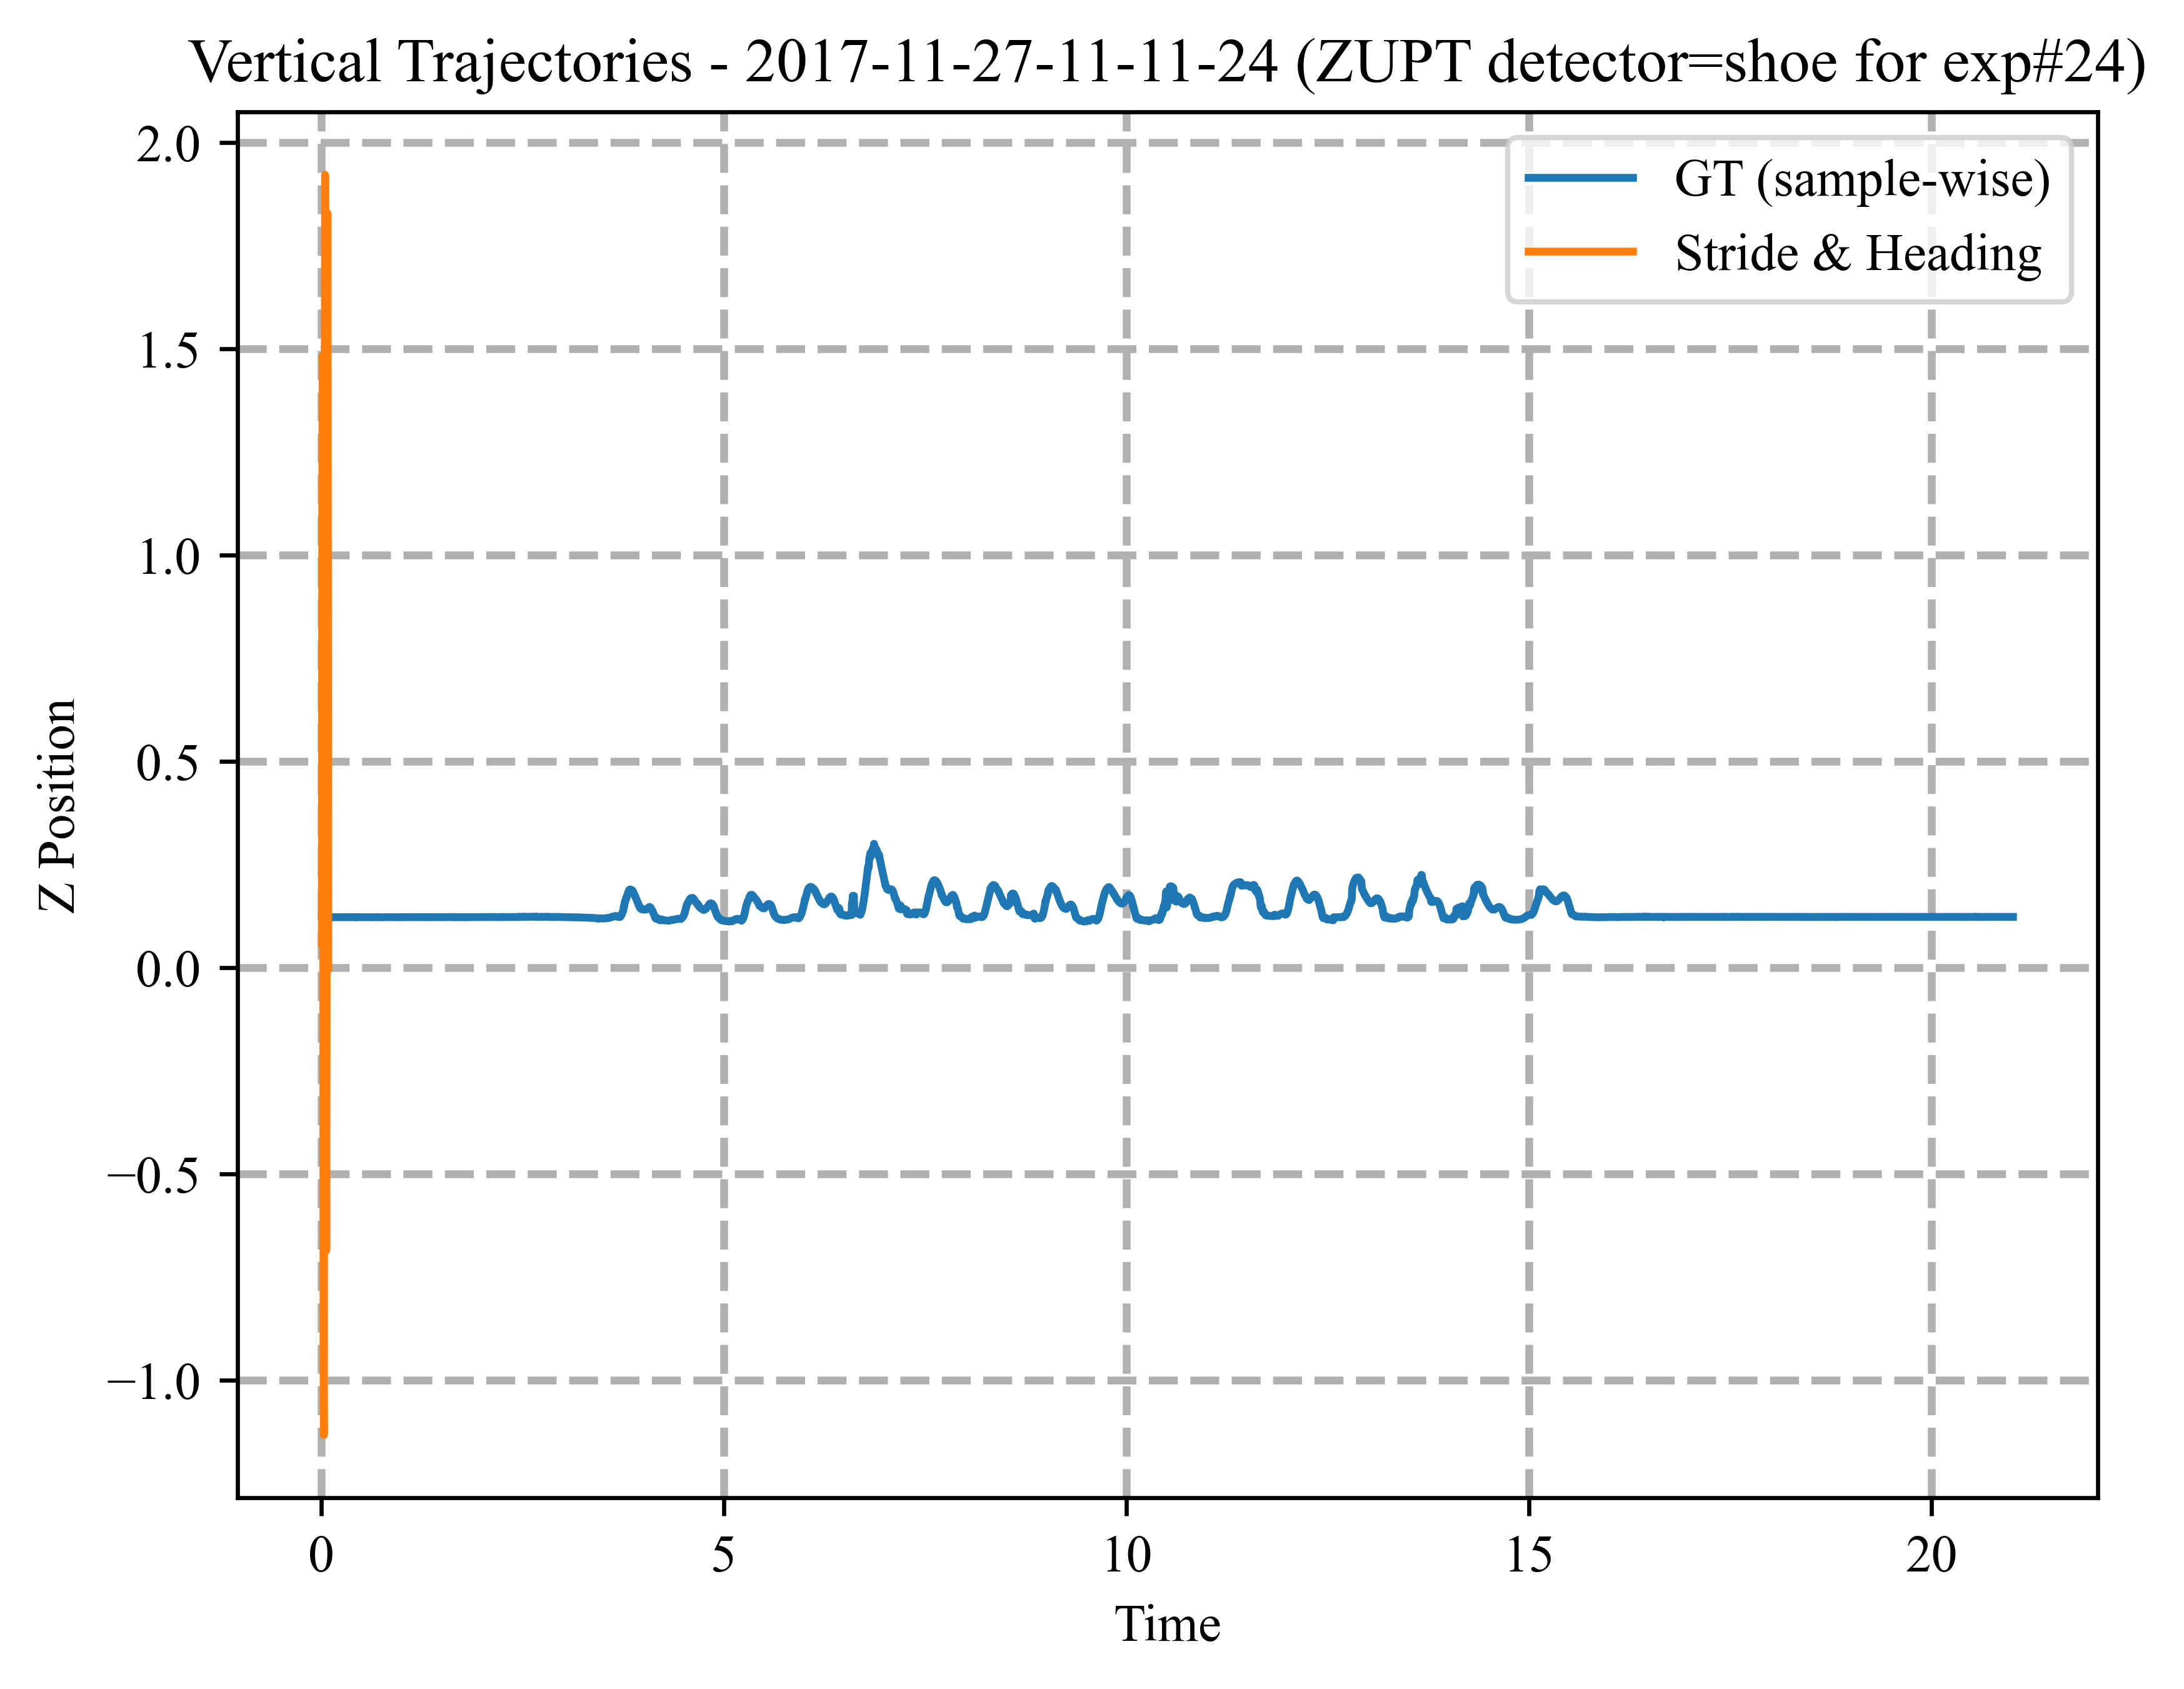 Vertical Trajectories - 2017-11-27-11-11-24 (ZUPT detector=shoe for exp#24)
GT (sample-wise)
Stride & Heading
2.0
1.5
1.0
0.5
0.0
−0.5
−1.0
Z Position
0 5 10 15 20
Time